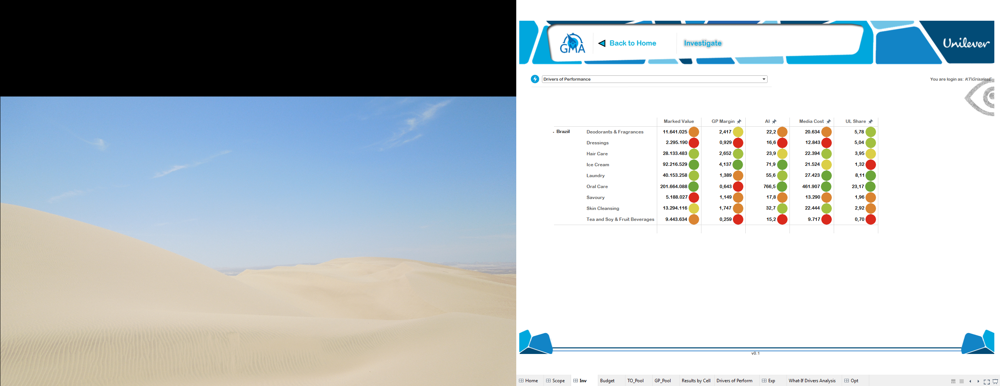 GMA
Back to Home
Investigate
Unilever
Drivers of Performance
You are login as: KT\GrisalesE
Marked Value GP Margin AI Media Cost UL Share
Brazil Deodorants & Fragrances 11.641.025 2,417 22,2 20.634 5,78
Dressings 2.295.190 0,929 16,6 12.843 5,04
Hair Care 28.133.483 2,652 23,9 22.394 3,95
Ice Cream 92.216.529 4,137 71,9 21.524 1,32
Laundry 40.153.258 1,389 55,6 27.423 8,11
Oral Care 201.664.088 0,643 766,5 461.907 23,17
Savoury 5.188.027 1,149 17,8 13.290 1,96
Skin Cleansing 13.294.116 1,747 32,7 22.444 2,92
Tea and Soy & Fruit Beverages 9.443.634 0,259 15,2 9.717 0,70
v0.1
Home Scope Inv Budget TO_Pool GP_Pool Results by Cell Drivers of Perform Exp What-If Drivers Analysis Opt